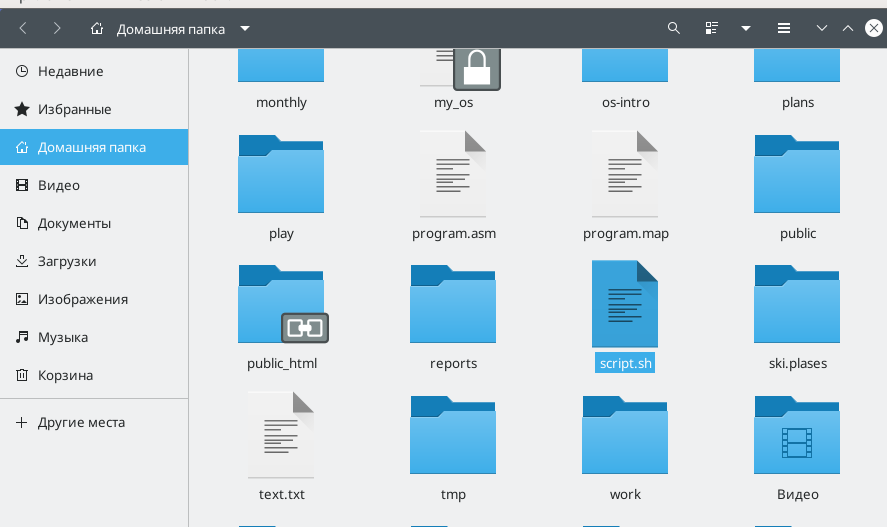 Домашняя папка
Недавние
Избранные
Домашняя папка
Видео
Документы
Загрузки
Изображения
Музыка
Корзина
Другие места
monthly
my_os
os-intro
plans
play
program.asm
program.map
public
public_html
reports
script.sh
ski.plases
text.txt
tmp
work
Видео